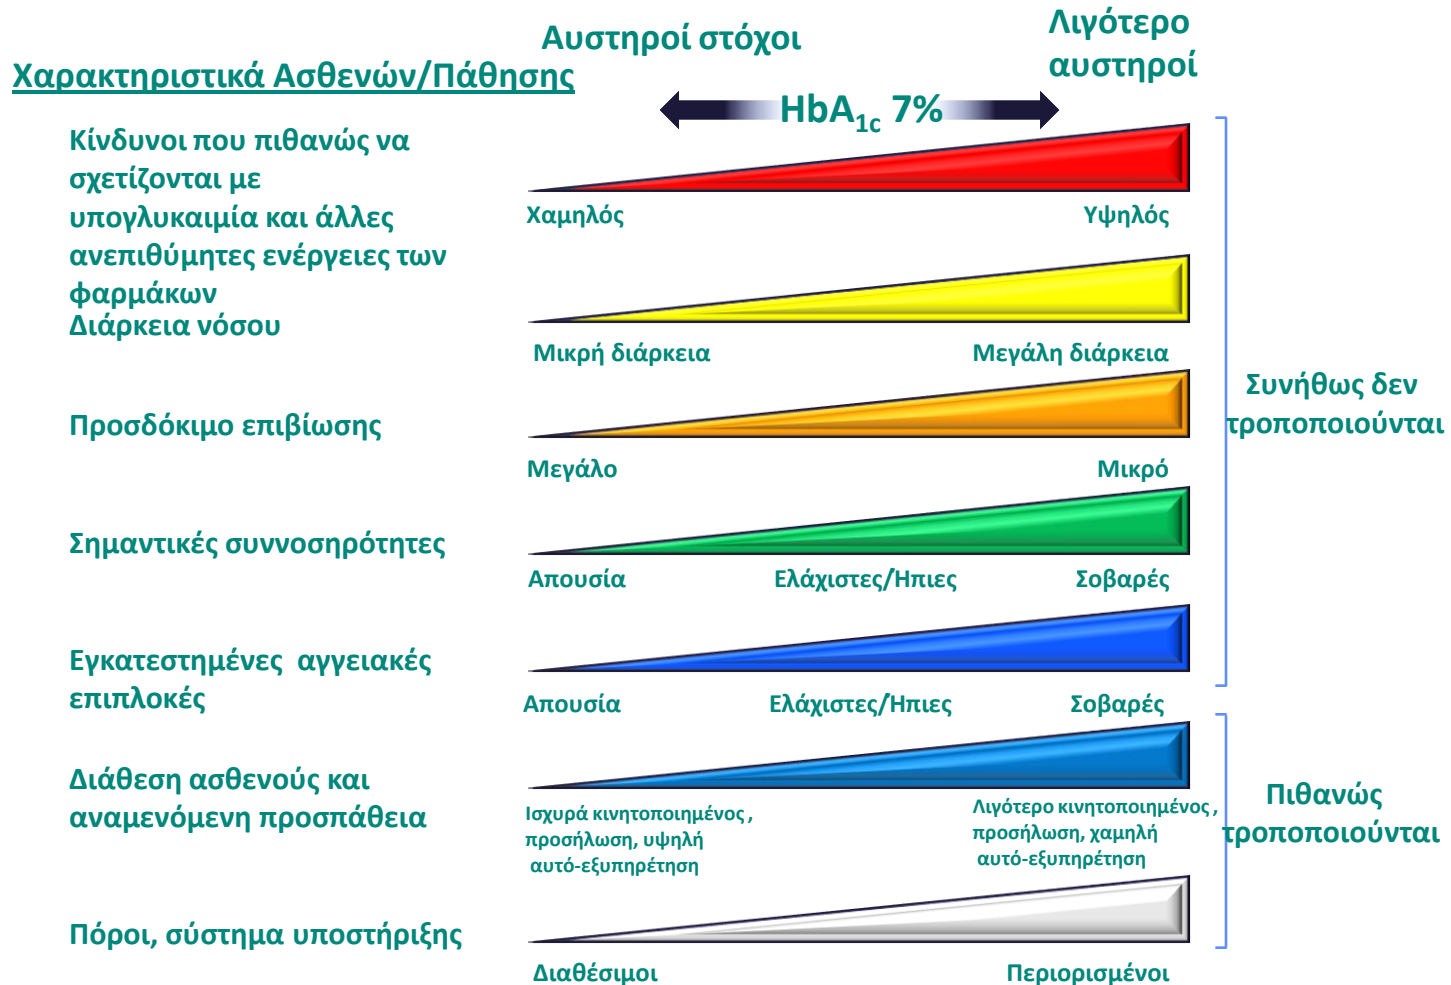 Αυστηροί στόχοι
Λιγότερο
αυστηροί
Χαρακτηριστικά Ασθενών/Πάθησης
HbA1c 7%
Κίνδυνοι που πιθανώς να
σχετίζονται με
υπογλυκαιμία και άλλες
ανεπιθύμητες ενέργειες των
φαρμάκων
Χαμηλός
Υψηλός
Διάρκεια νόσου
Μικρή διάρκεια
Μεγάλη διάρκεια
Προσδόκιμο επιβίωσης
Μεγάλο
Μικρό
Σημαντικές συννοσηρότητες
Απουσία
Ελάχιστες/Ηπιες
Σοβαρές
Εγκατεστημένες αγγειακές
επιπλοκές
Απουσία
Ελάχιστες/Ηπιες
Σοβαρές
Συνήθως δεν
τροποποιούνται
Διάθεση ασθενούς και
αναμενόμενη προσπάθεια
Ισχυρά κινητοποιημένος ,
προσήλωση, υψηλή
αυτό-εξυπηρέτηση
Λιγότερο κινητοποιημένος ,
προσήλωση, χαμηλή
αυτό-εξυπηρέτηση
Πόροι, σύστημα υποστήριξης
Διαθέσιμοι
Περιορισμένοι
Πιθανώς
τροποποιούνται